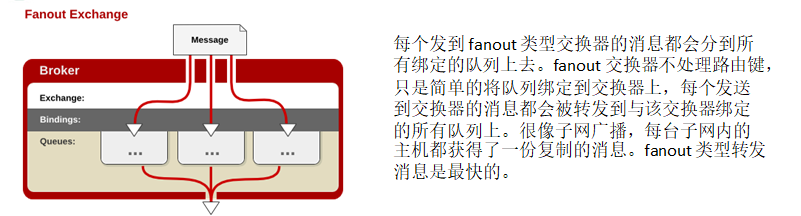 Fanout Exchange
Message
Broker
Exchange:
Bindings:
Queues:
... ... ...
每个发到 fanout 类型交换器的消息都会分到所
有绑定的队列上去。fanout 交换器不处理路由键，
只是简单的将队列绑定到交换器上，每个发送
到交换器的消息都会被转发到与该交换器绑定
的所有队列上。很像子网广播，每台子网内的
主机都获得了一份复制的消息。fanout 类型转发
消息是最快的。